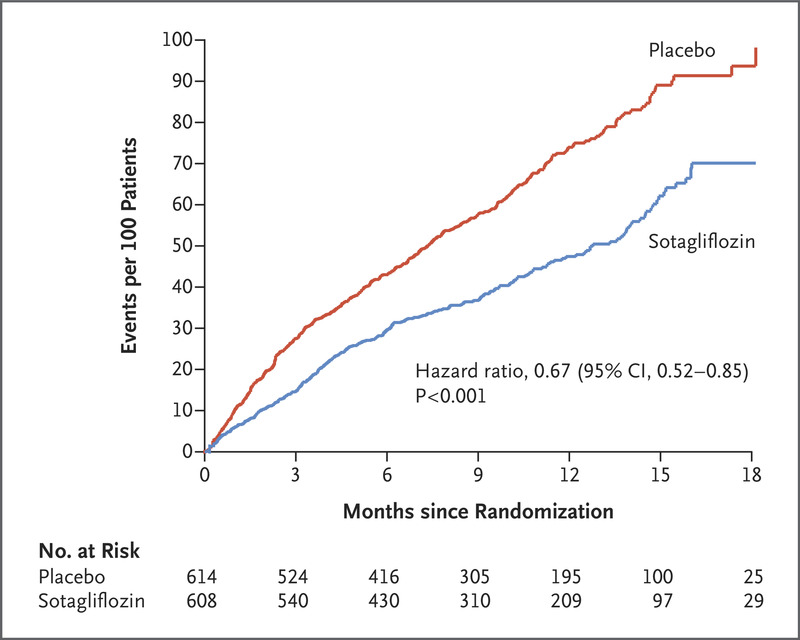 100
90
80
70
60
50
40
30
20
10
0
Events per 100 Patients
Placebo
Sotagliflozin
Hazard ratio, 0.67 (95% CI, 0.52–0.85)
P<0.001
0 3 6 9 12 15 18
Months since Randomization
No. at Risk
Placebo 614 524 416 305 195 100 25
Sotagliflozin 608 540 430 310 209 97 29